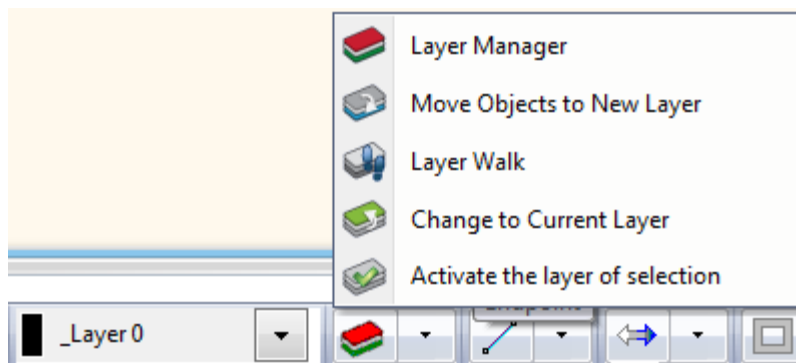 Layer Manager
Move Objects to New Layer
Layer Walk
Change to Current Layer
Activate the layer of selection
_Layer 0